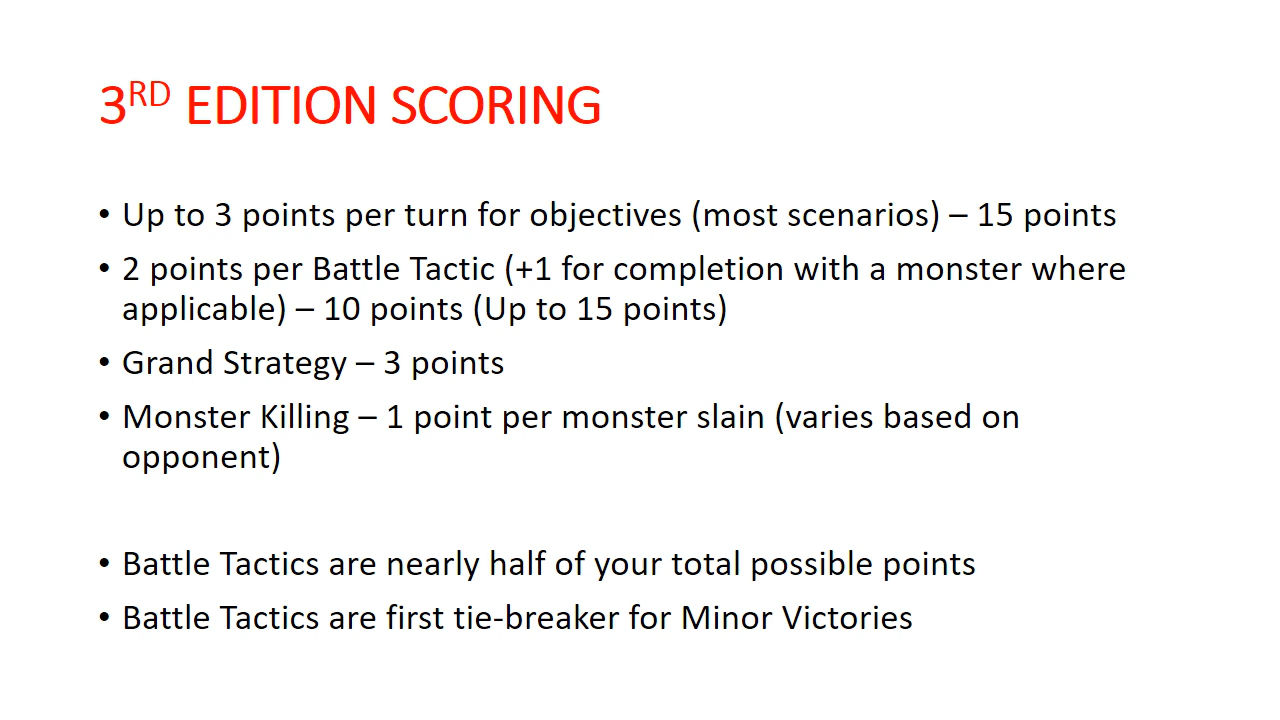 3RD EDITION SCORING
• Up to 3 points per turn for objectives (most scenarios) – 15 points
• 2 points per Battle Tactic (+1 for completion with a monster where
applicable) – 10 points (Up to 15 points)
• Grand Strategy – 3 points
• Monster Killing – 1 point per monster slain (varies based on
opponent)
• Battle Tactics are nearly half of your total possible points
• Battle Tactics are first tie-breaker for Minor Victories